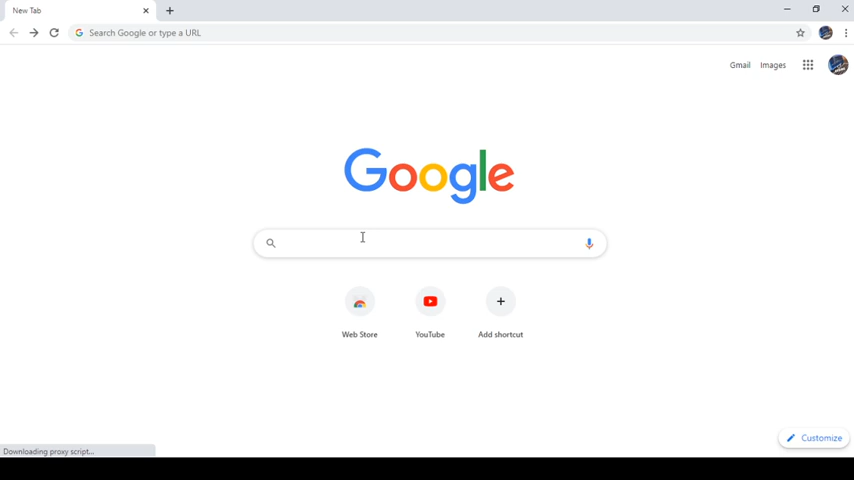 New Tab
Search Google or type a URL
Gmail Images
Google
Web Store YouTube Add shortcut
Customize
Downloading proxy script...